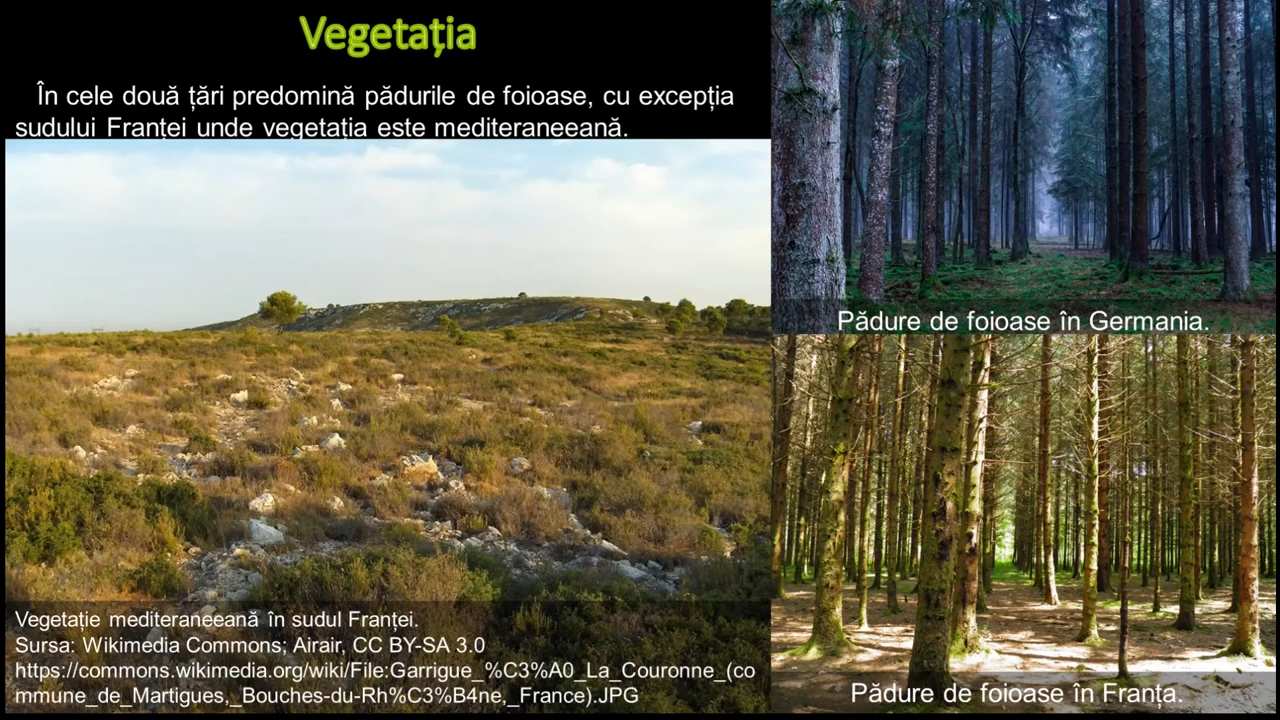 Vegetația
În cele două țări predomină pădurile de foioase, cu excepția
sudului Franței unde vegetația este mediteraneeană.
Pădure de foioase în Germania.
Vegetație mediteraneeană în sudul Franței.
Sursa: Wikimedia Commons; Airair, CC BY-SA 3.0
https://commons.wikimedia.org/wiki/File:Garrigue_%C3%A0_La_Couronne_(co
mmune_de_Martigues,_Bouches-du-Rh%C3%B4ne,_France).JPG
Pădure de foioase în Franța.